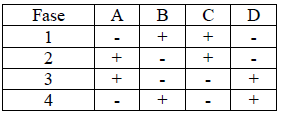 Fase A B C D
1 - + + -
2 + - + -
3 + - - +
4 - + - +